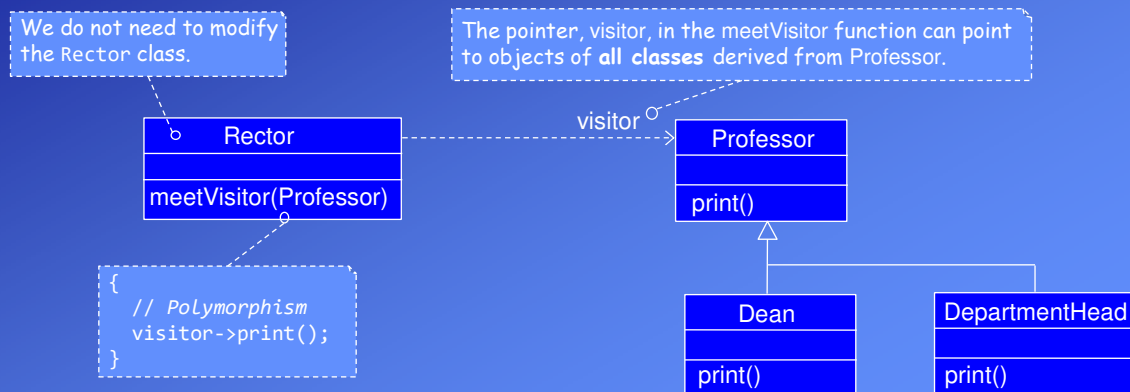 We do not need to modify
the Rector class.
The pointer, visitor, in the meetVisitor function can point
to objects of all classes derived from Professor.
visitor
Rector
Professor
meetVisitor(Professor)
print()
{
// Polymorphism
visitor->print();
}
Dean
DepartmentHead
print()
print()